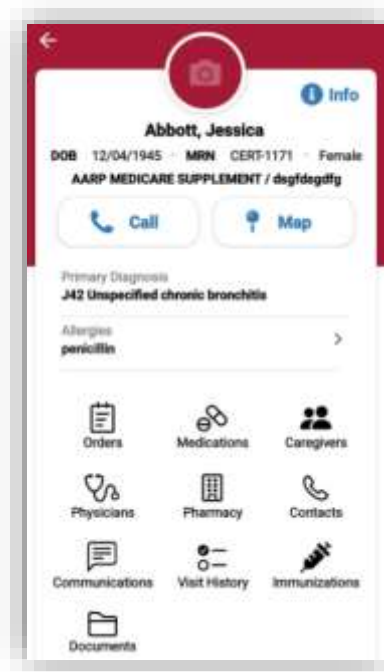 Info
Abbott, Jessica
DOB 12/04/1945 · MRN CERT-1171 · Female
AARP MEDICARE SUPPLEMENT / dsgfdsgdfg
Call Map
Primary Diagnosis
J42 Unspecified chronic bronchitis
Allergies
penicillin
Orders Medications Caregivers
Physicians Pharmacy Contacts
Communications Visit History Immunizations
Documents